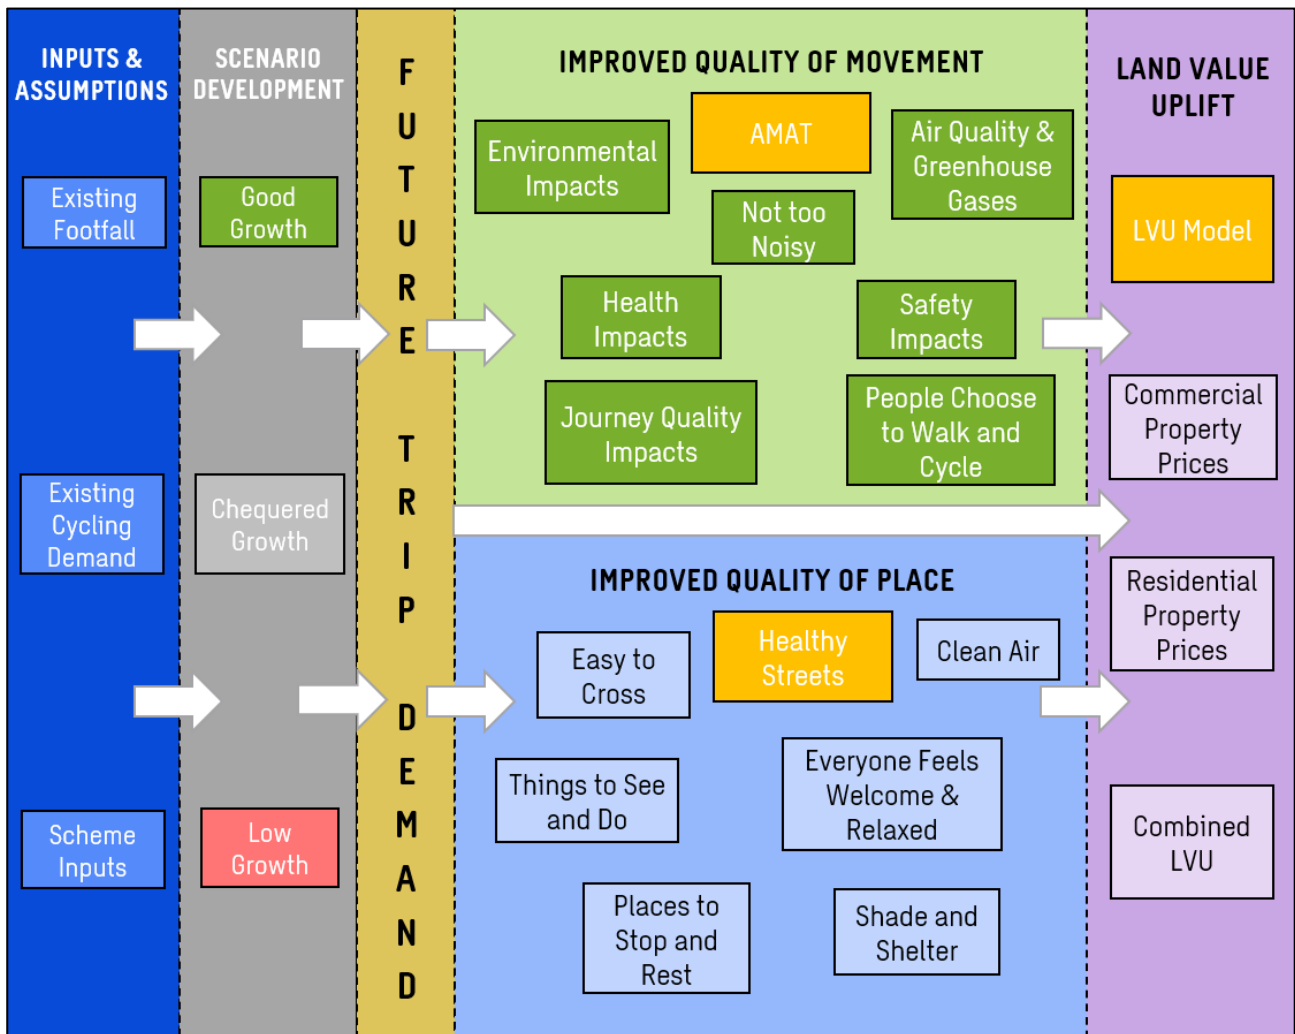 INPUTS &
ASSUMPTIONS
Existing
Footfall
Existing
Cycling
Demand
Scheme
Inputs
SCENARIO
DEVELOPMENT
Good
Growth
Chequered
Growth
Low
Growth
FUTURE TRIP DEMAND
IMPROVED QUALITY OF MOVEMENT
Environmental
Impacts
AMAT
Air Quality &
Greenhouse
Gases
Not too
Noisy
Health
Impacts
Safety
Impacts
Journey Quality
Impacts
People Choose
to Walk and
Cycle
IMPROVED QUALITY OF PLACE
Easy to
Cross
Healthy
Streets
Clean Air
Things to See
and Do
Everyone Feels
Welcome &
Relaxed
Places to
Stop and
Rest
Shade and
Shelter
LAND VALUE
UPLIFT
LVU Model
Commercial
Property
Prices
Residential
Property
Prices
Combined
LVU